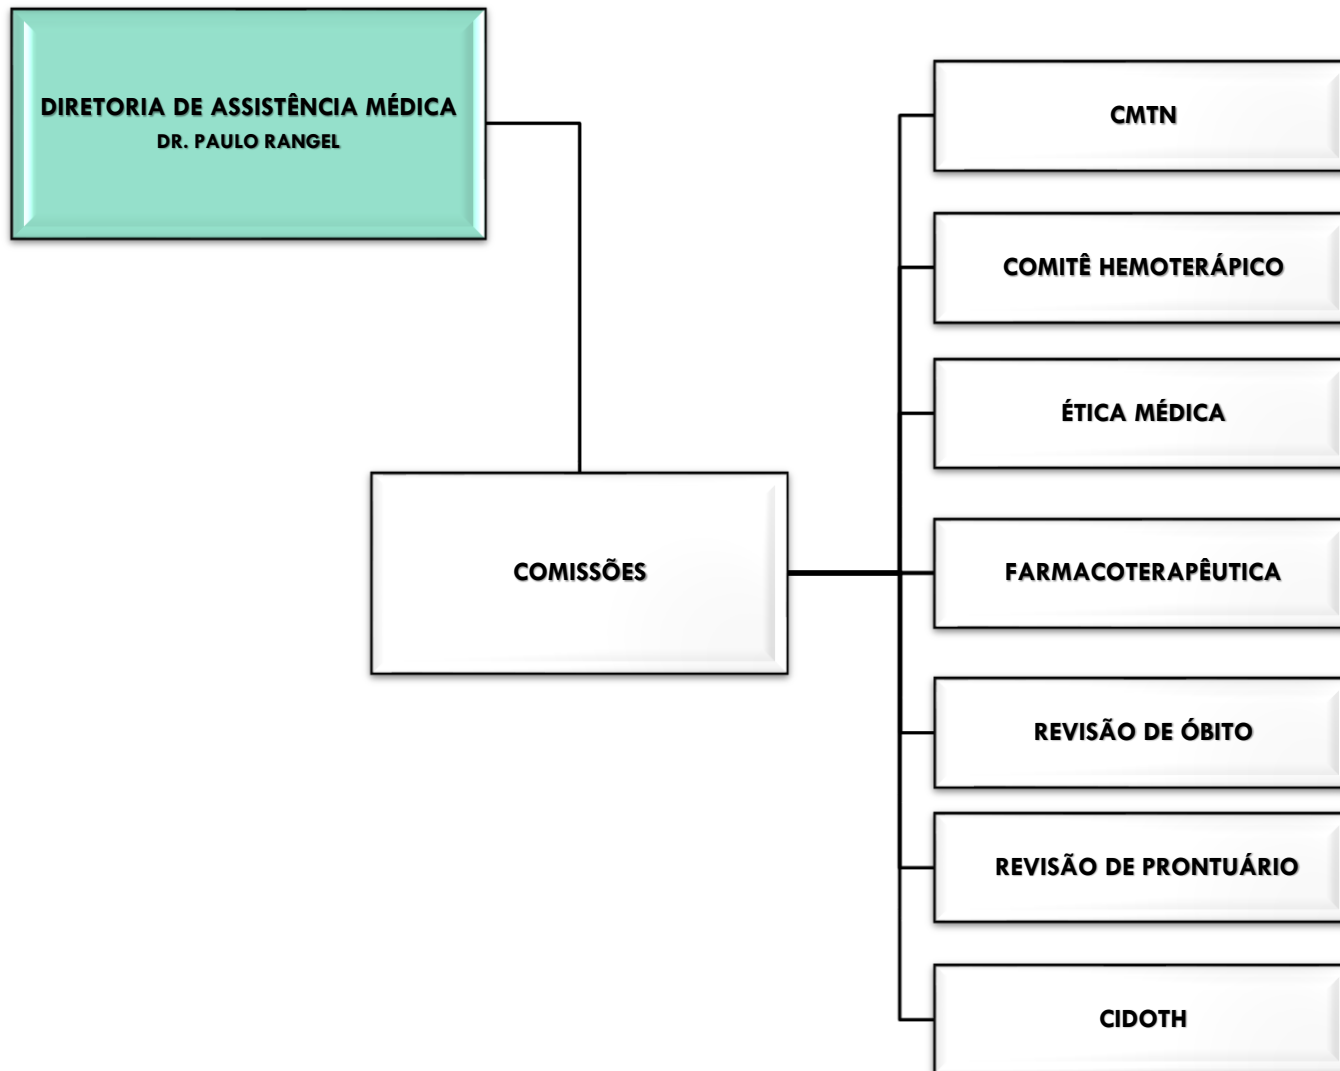 DIRETORIA DE ASSISTÊNCIA MÉDICA
DR. PAULO RANGEL
CMTN
COMITÊ HEMOTERÁPICO
ÉTICA MÉDICA
COMISSÕES
FARMACOTERAPÊUTICA
REVISÃO DE ÓBITO
REVISÃO DE PRONTUÁRIO
CIDOTH